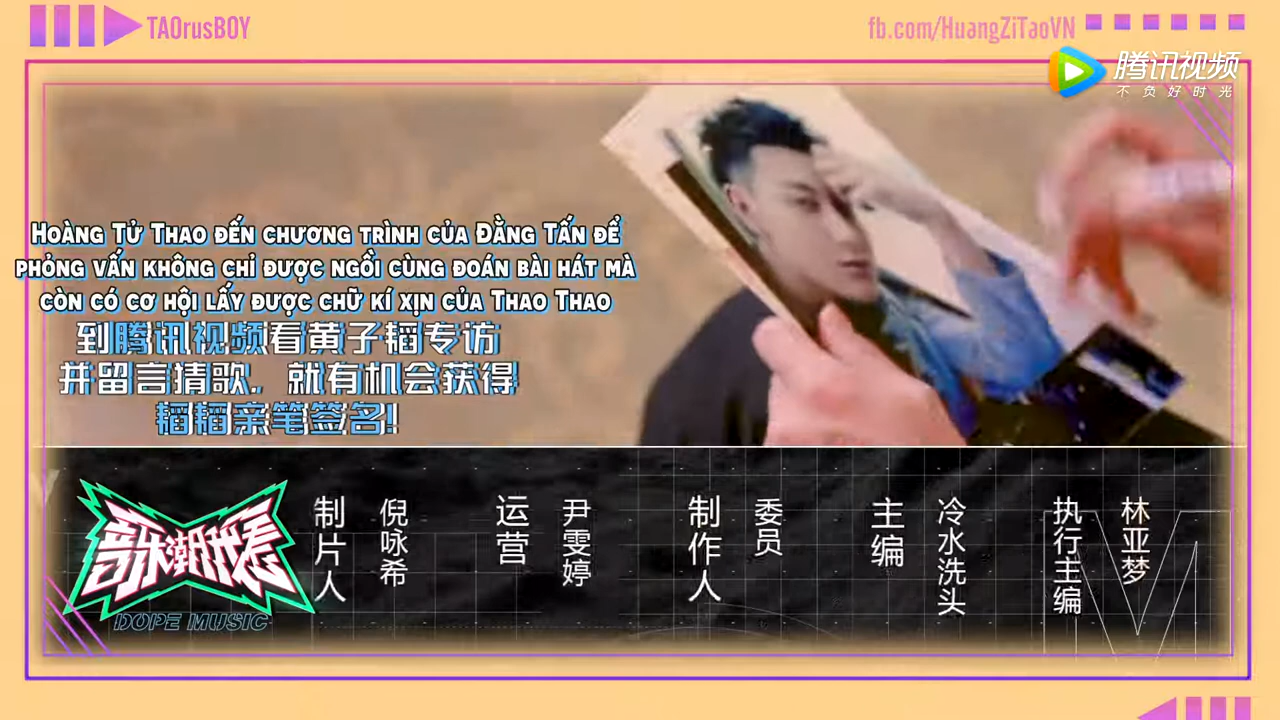 TAOrusBOY
fb.com/HuangZiTaoVN
腾讯视频
不负好时光
Hoàng Tử Thao đến chương trình của Đằng Tấn để
phỏng vấn không chỉ được ngồi cùng đoán bài hát mà
còn có cơ hội lấy được chữ kí xịn của Thao Thao
到腾讯视频看黄子韬专访
并留言猜歌，就有机会获得
韬韬亲笔签名!
DOPE MUSIC
制片人
倪咏希
运营
尹雯婷
制作人
委员
主编
冷水洗头
执行主编
林亚梦